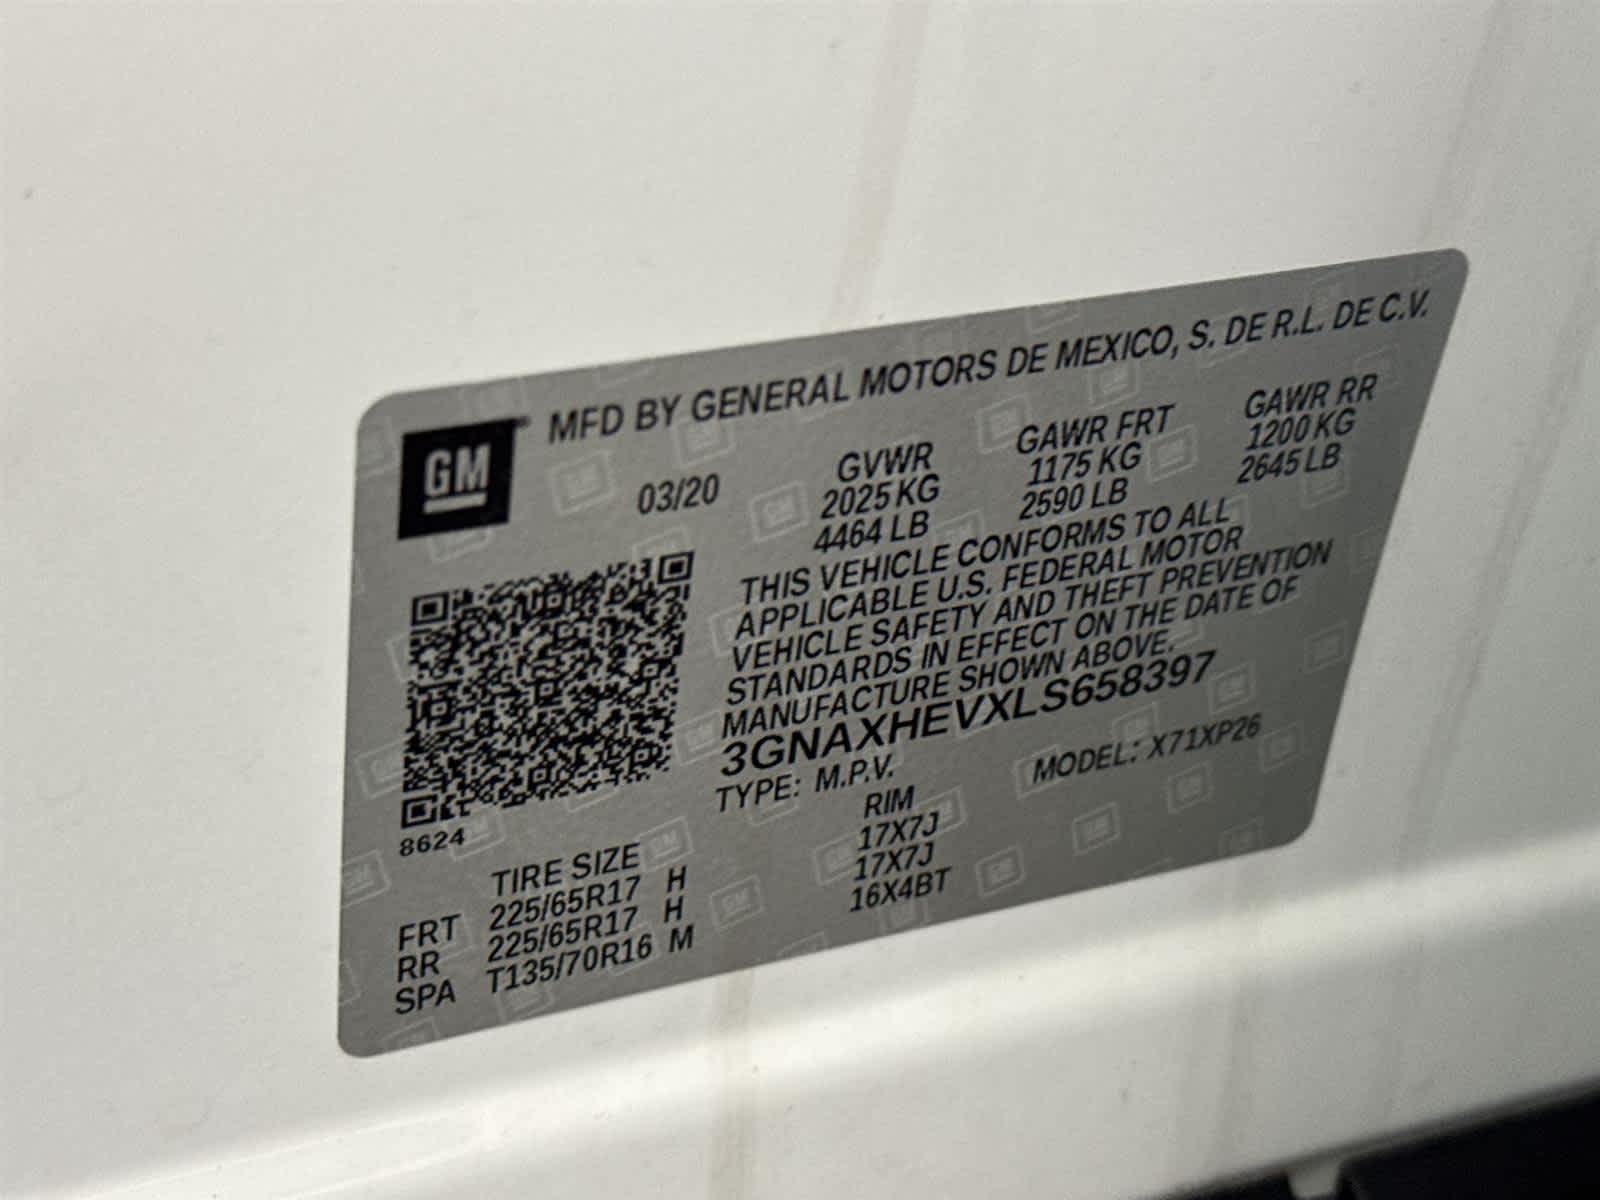 GM
MFD BY GENERAL MOTORS DE MEXICO, S. DE R.L. DE C.V.
03/20
GVWR
2025 KG
4464 LB
GAWR FRT
1175 KG
2590 LB
GAWR RR
1200 KG
2645 LB
THIS VEHICLE CONFORMS TO ALL
APPLICABLE U.S. FEDERAL MOTOR
VEHICLE SAFETY AND THEFT PREVENTION
STANDARDS IN EFFECT ON THE DATE OF
MANUFACTURE SHOWN ABOVE.
3GNAXHEVXLS658397
TYPE: M.P.V. MODEL: X71XP26
8624
TIRE SIZE RIM
FRT 225/65R17 H 17X7J
RR 225/65R17 H 17X7J
SPA T135/70R16 M 16X4BT